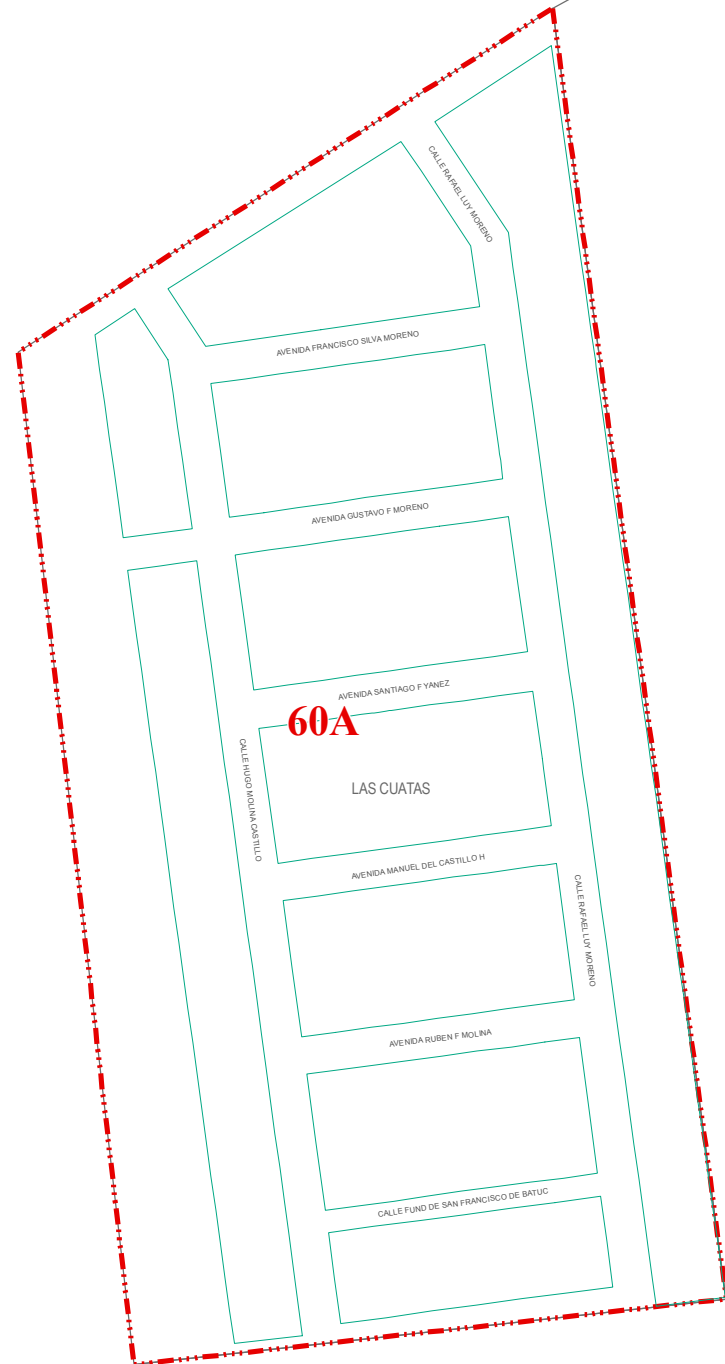 CALLE RAFAEL LUY MORENO
AVENIDA FRANCISCO SILVA MORENO
AVENIDA GUSTAVO F MORENO
AVENIDA SANTIAGO F YANEZ
60A
CALLE HUGO MOLINA CASTILLO
LAS CUATAS
AVENIDA MANUEL DEL CASTILLO H
CALLE RAFAEL LUY MORENO
AVENIDA RUBEN F MOLINA
CALLE FUND DE SAN FRANCISCO DE BATUC